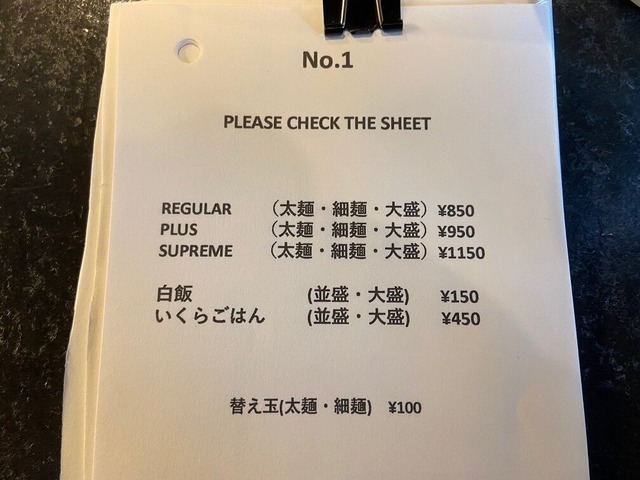 No.1
PLEASE CHECK THE SHEET
REGULAR （太麺・細麺・大盛）¥850
PLUS （太麺・細麺・大盛）¥950
SUPREME （太麺・細麺・大盛）¥1150
白飯 (並盛・大盛) ¥150
いくらごはん (並盛・大盛) ¥450
替え玉(太麺・細麺) ¥100